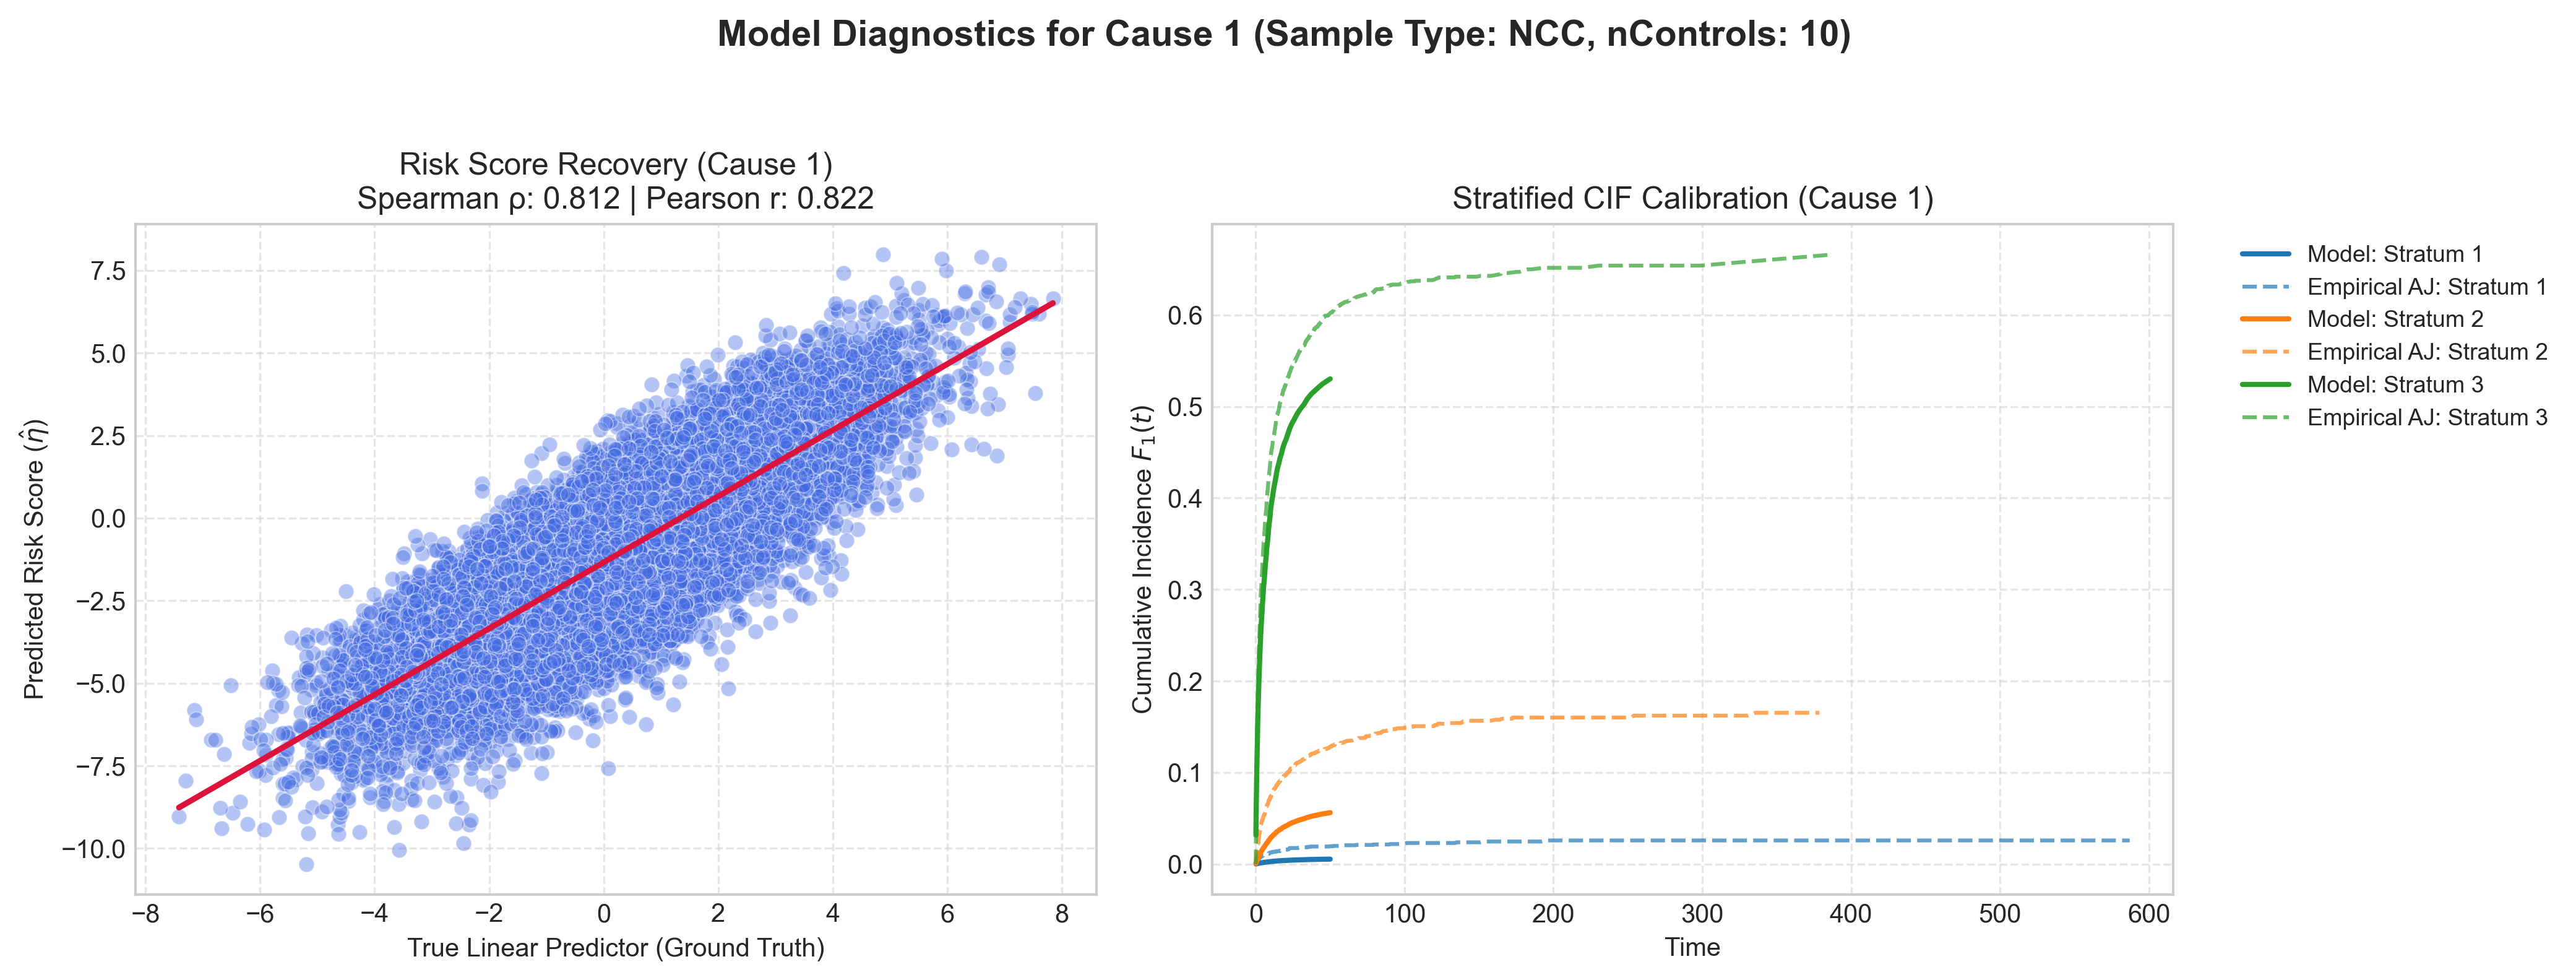 Model Diagnostics for Cause 1 (Sample Type: NCC, nControls: 10)
Risk Score Recovery (Cause 1)
Spearman ρ: 0.812 | Pearson r: 0.822
Predicted Risk Score (η̂)
7.5
5.0
2.5
0.0
−2.5
−5.0
−7.5
−10.0
−8 −6 −4 −2 0 2 4 6 8
True Linear Predictor (Ground Truth)
Stratified CIF Calibration (Cause 1)
Cumulative Incidence F₁(t)
0.6
0.5
0.4
0.3
0.2
0.1
0.0
0 100 200 300 400 500 600
Time
Model: Stratum 1
Empirical AJ: Stratum 1
Model: Stratum 2
Empirical AJ: Stratum 2
Model: Stratum 3
Empirical AJ: Stratum 3